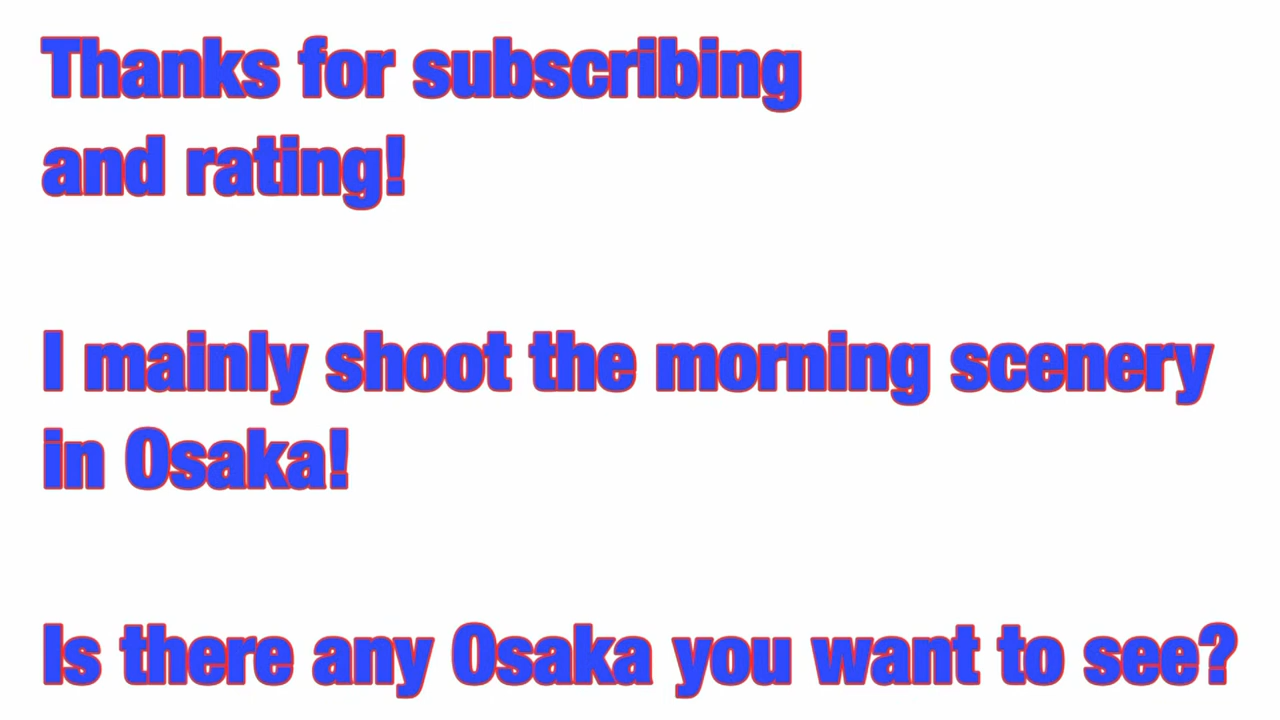 Thanks for subscribing
and rating!
I mainly shoot the morning scenery
in Osaka!
Is there any Osaka you want to see?